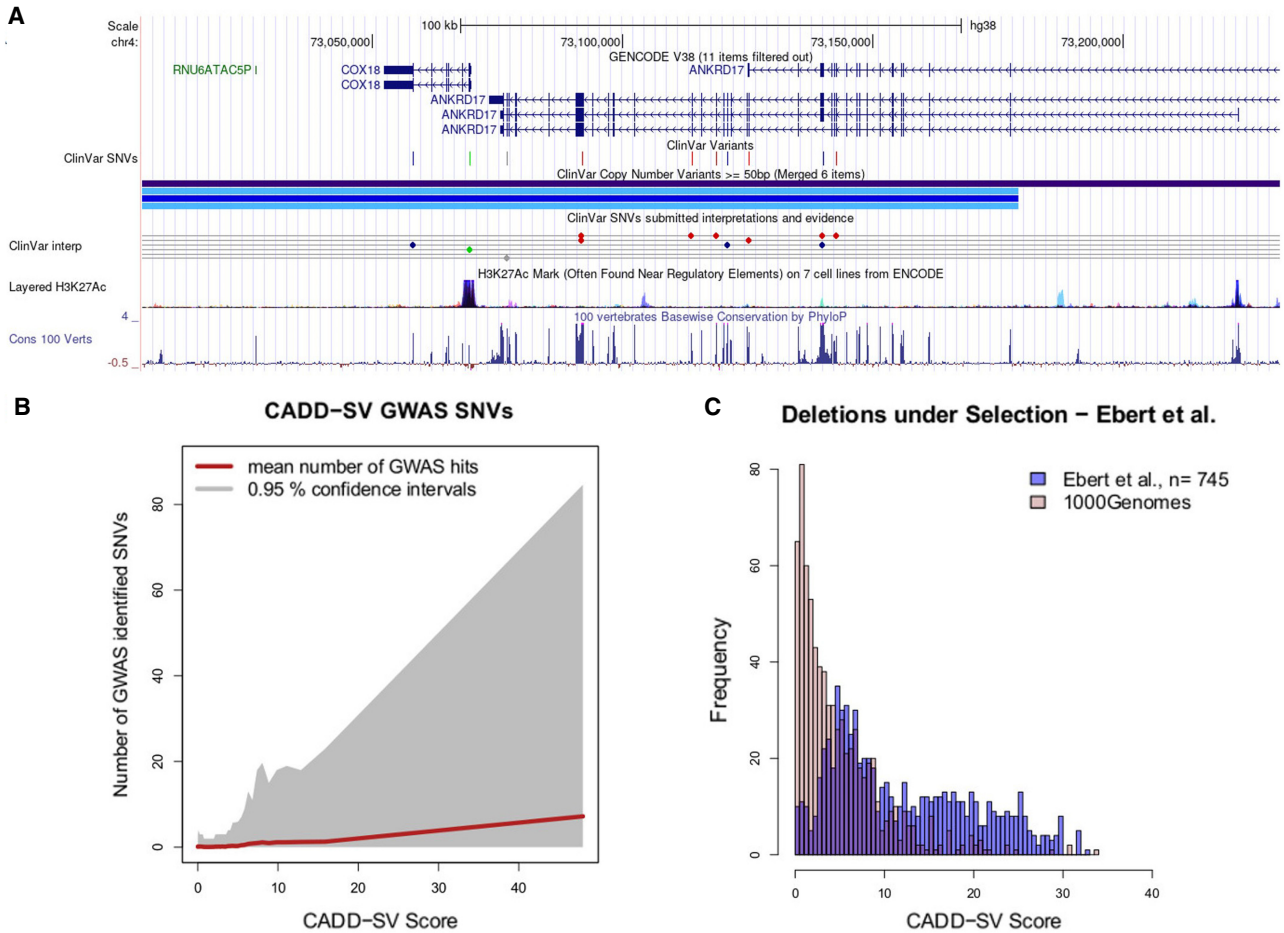 A
Scale
100 kb
hg38
chr4:
73,050,000
73,100,000
73,150,000
73,200,000
GENCODE V38 (11 items filtered out)
RNU6ATAC5P
COX18
ANKRD17
COX18
ANKRD17
ANKRD17
ANKRD17
ClinVar Variants
ClinVar SNVs
ClinVar Copy Number Variants >= 50bp (Merged 6 items)
ClinVar SNVs submitted interpretations and evidence
ClinVar interp
H3K27Ac Mark (Often Found Near Regulatory Elements) on 7 cell lines from ENCODE
Layered H3K27Ac
4 _
100 vertebrates Basewise Conservation by PhyloP
Cons 100 Verts
-0.5 _
B
CADD−SV GWAS SNVs
mean number of GWAS hits
0.95 % confidence intervals
Number of GWAS identified SNVs
80
60
40
20
0
0
10
20
30
40
CADD−SV Score
C
Deletions under Selection − Ebert et al.
Ebert et al., n= 745
1000Genomes
Frequency
80
60
40
20
0
0
10
20
30
40
CADD−SV Score